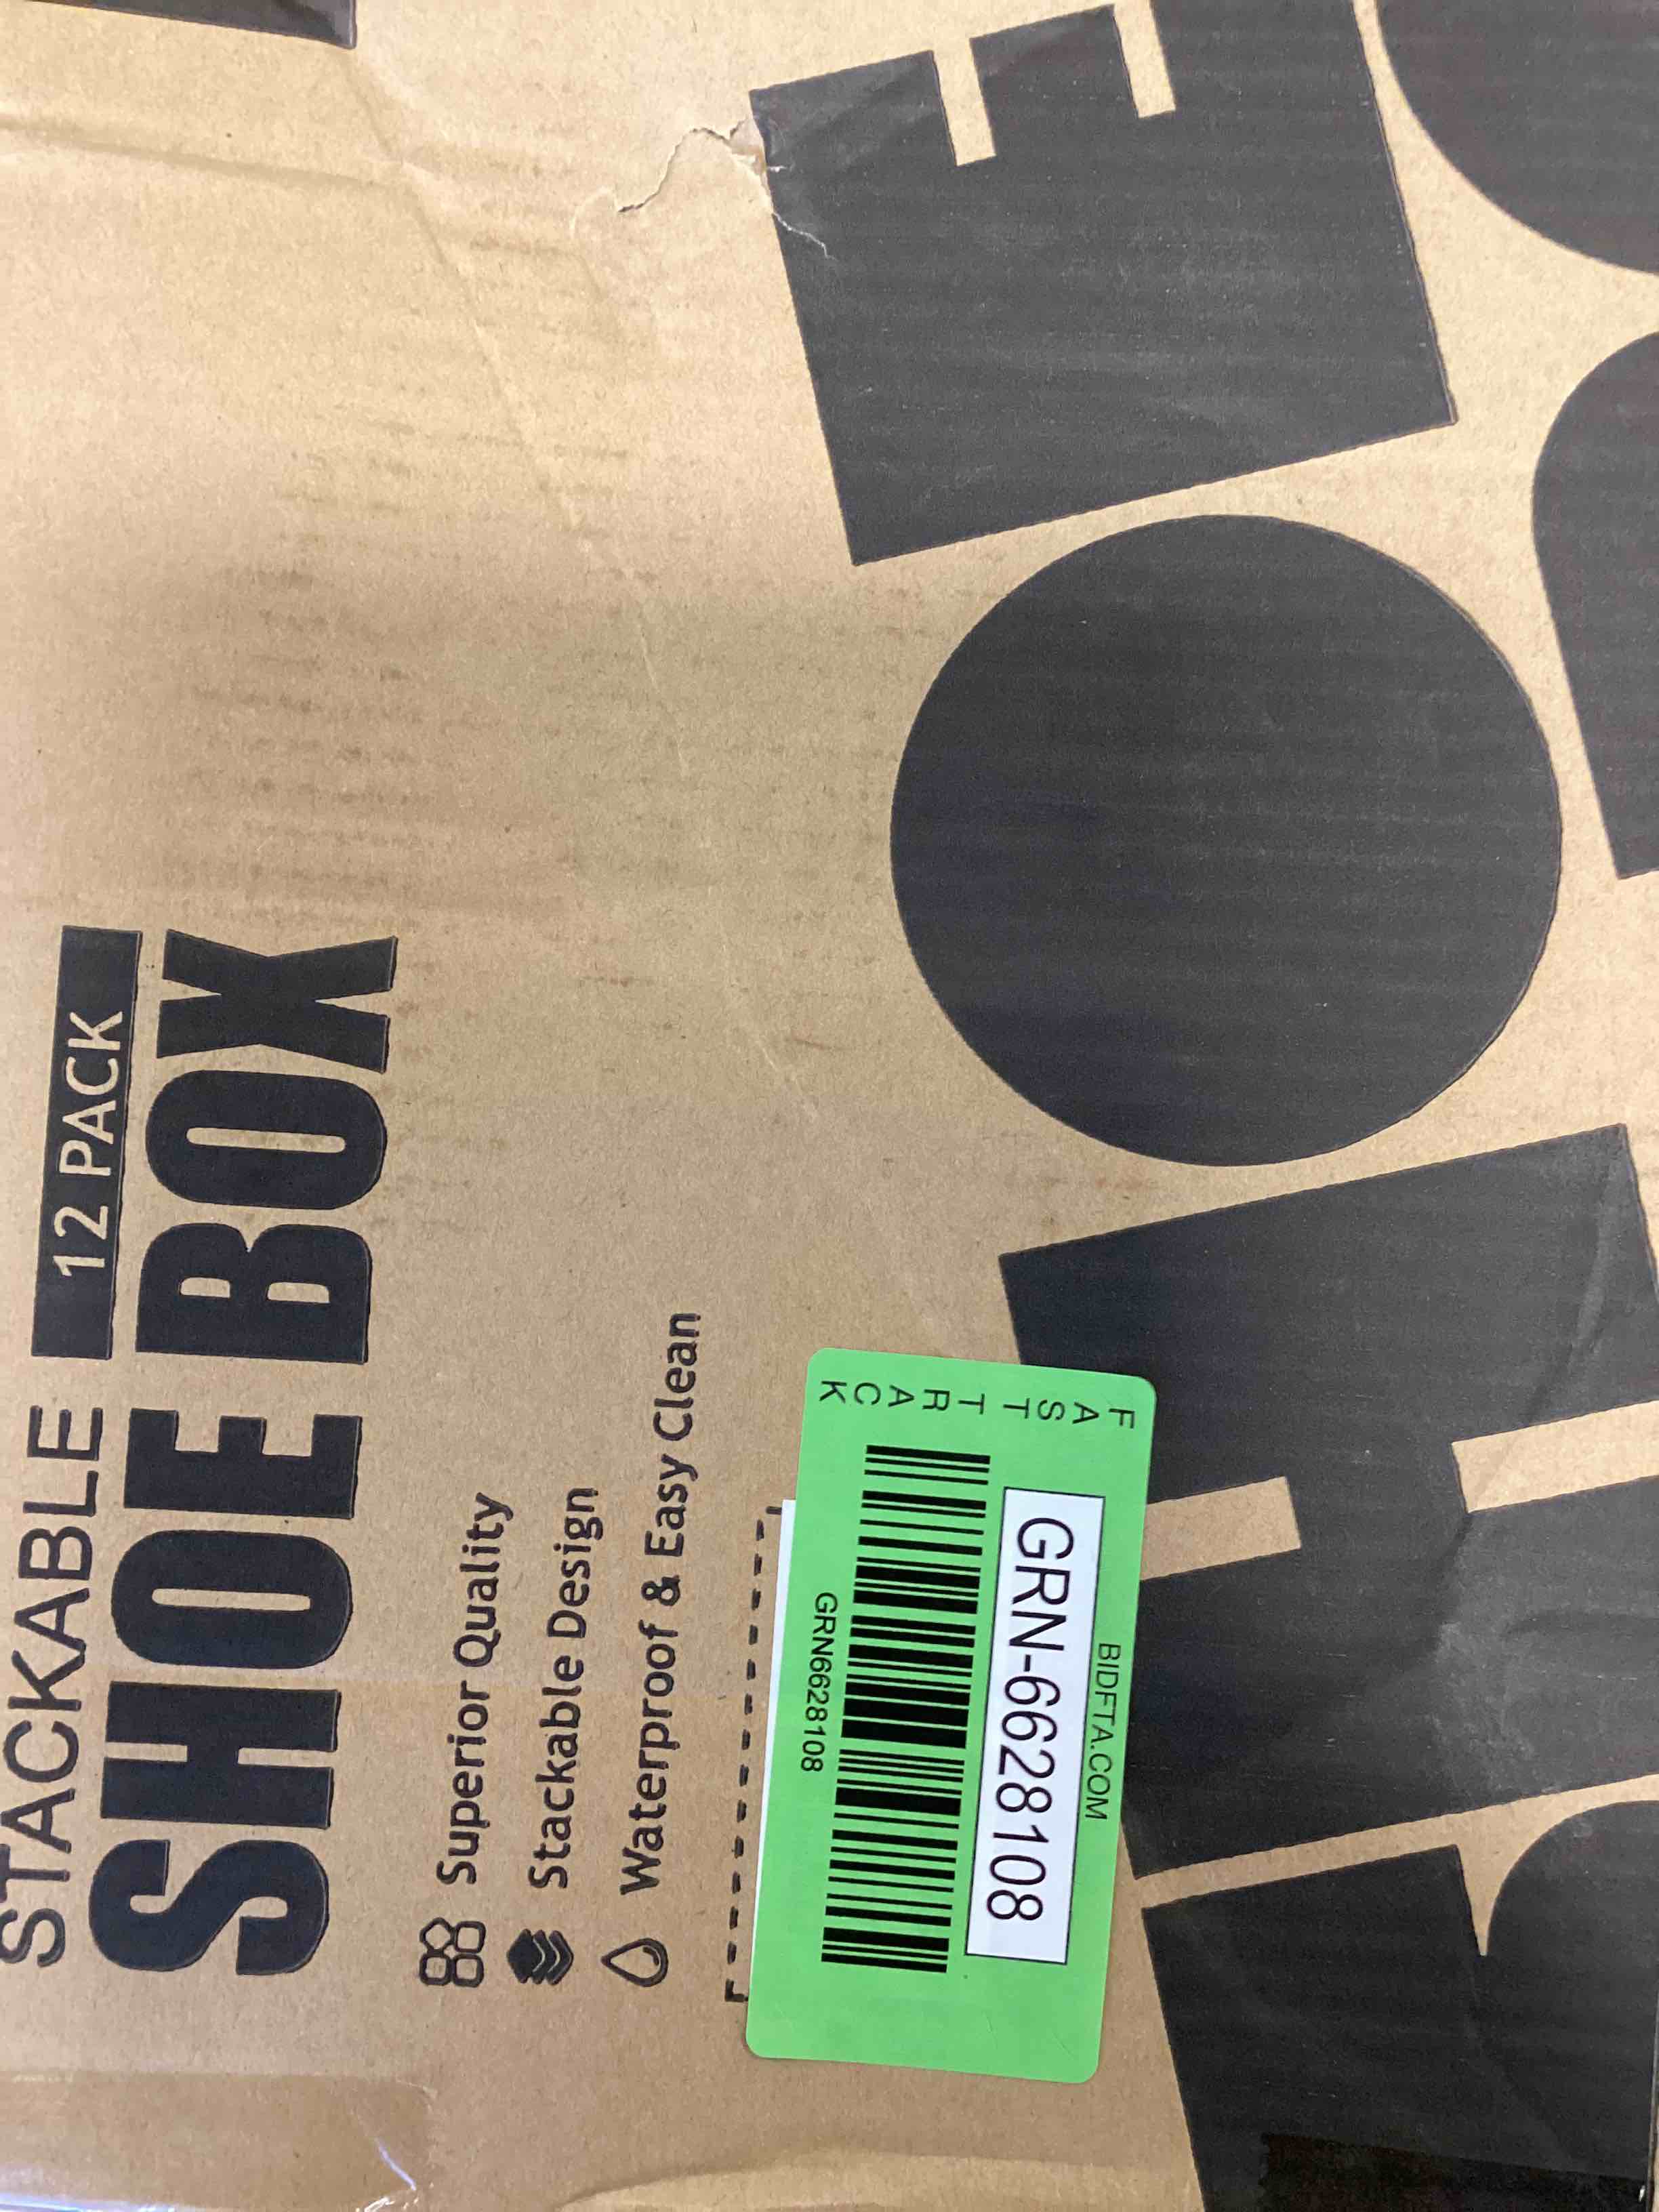 STACKABLE 12 PACK
SHOE BOX
Superior Quality
Stackable Design
Waterproof & Easy Clean
FAST TRACK
BIDFTA.COM
GRN-6628108
GRN6628108